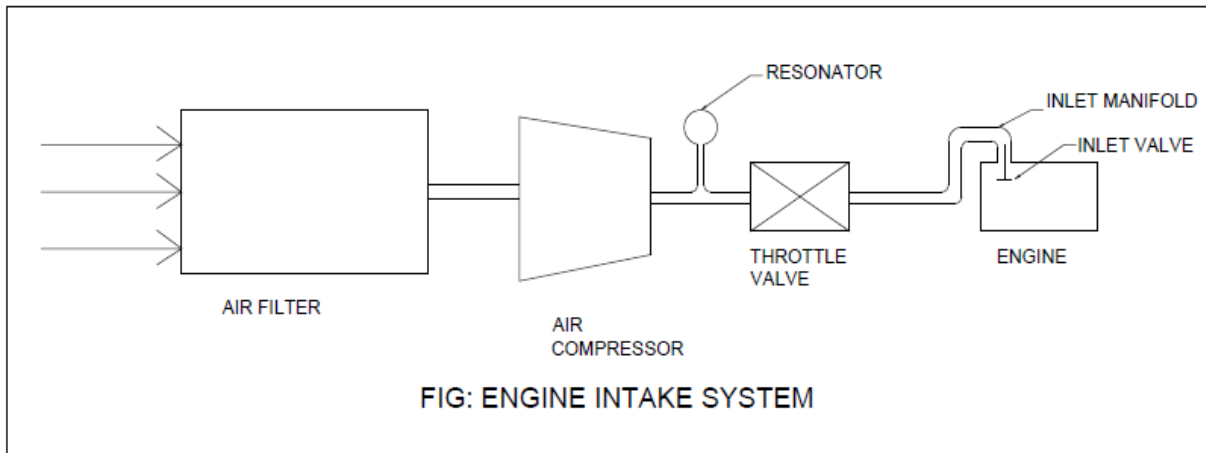 RESONATOR
INLET MANIFOLD
INLET VALVE
THROTTLE
VALVE
ENGINE
AIR FILTER
AIR
COMPRESSOR
FIG: ENGINE INTAKE SYSTEM